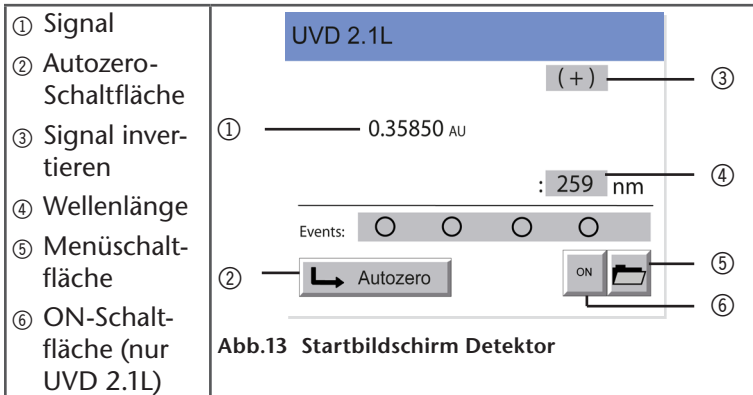 ① Signal
② Autozero-
Schaltfläche
③ Signal inver-
tieren
④ Wellenlänge
⑤ Menüschalt-
fläche
⑥ ON-Schalt-
fläche (nur
UVD 2.1L)
UVD 2.1L
(+)
③
①
0.35850 AU
: 259 nm
④
Events:
②
Autozero
ON
⑤
⑥
Abb.13 Startbildschirm Detektor